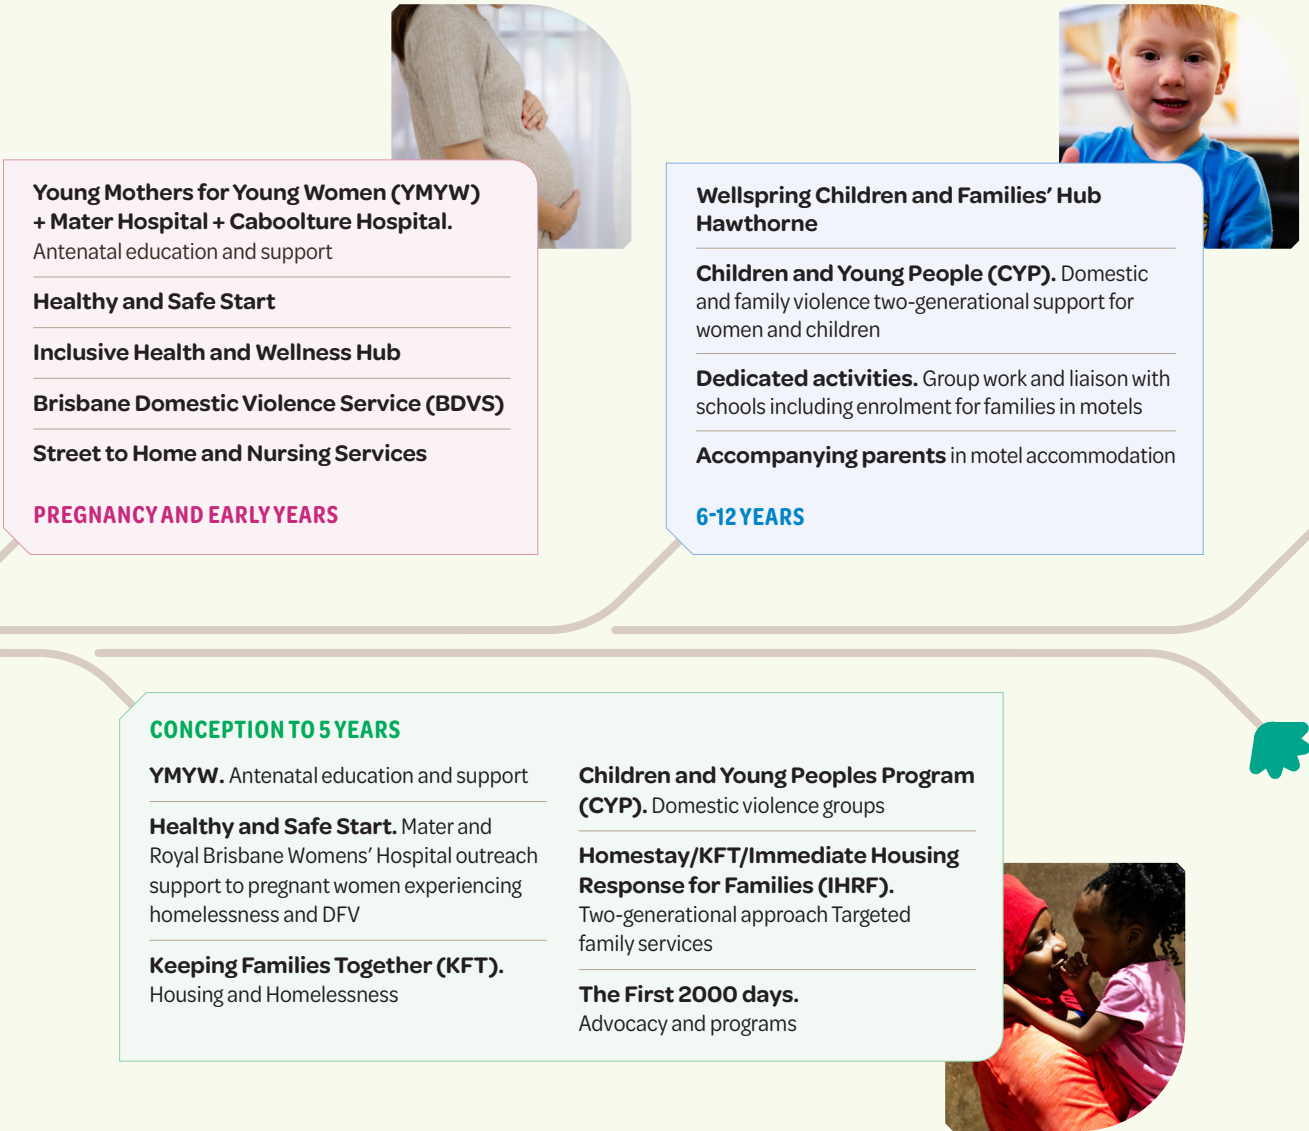 Young Mothers for Young Women (YMYW)
+ Mater Hospital + Caboolture Hospital.
Antenatal education and support
Healthy and Safe Start
Inclusive Health and Wellness Hub
Brisbane Domestic Violence Service (BDVS)
Street to Home and Nursing Services
PREGNANCY AND EARLY YEARS
Wellspring Children and Families’ Hub
Hawthorne
Children and Young People (CYP). Domestic
and family violence two-generational support for
women and children
Dedicated activities. Group work and liaison with
schools including enrolment for families in motels
Accompanying parents in motel accommodation
6-12 YEARS
CONCEPTION TO 5 YEARS
YMYW. Antenatal education and support
Healthy and Safe Start. Mater and
Royal Brisbane Womens’ Hospital outreach
support to pregnant women experiencing
homelessness and DFV
Keeping Families Together (KFT).
Housing and Homelessness
Children and Young Peoples Program
(CYP). Domestic violence groups
Homestay/KFT/Immediate Housing
Response for Families (IHRF).
Two-generational approach Targeted
family services
The First 2000 days.
Advocacy and programs